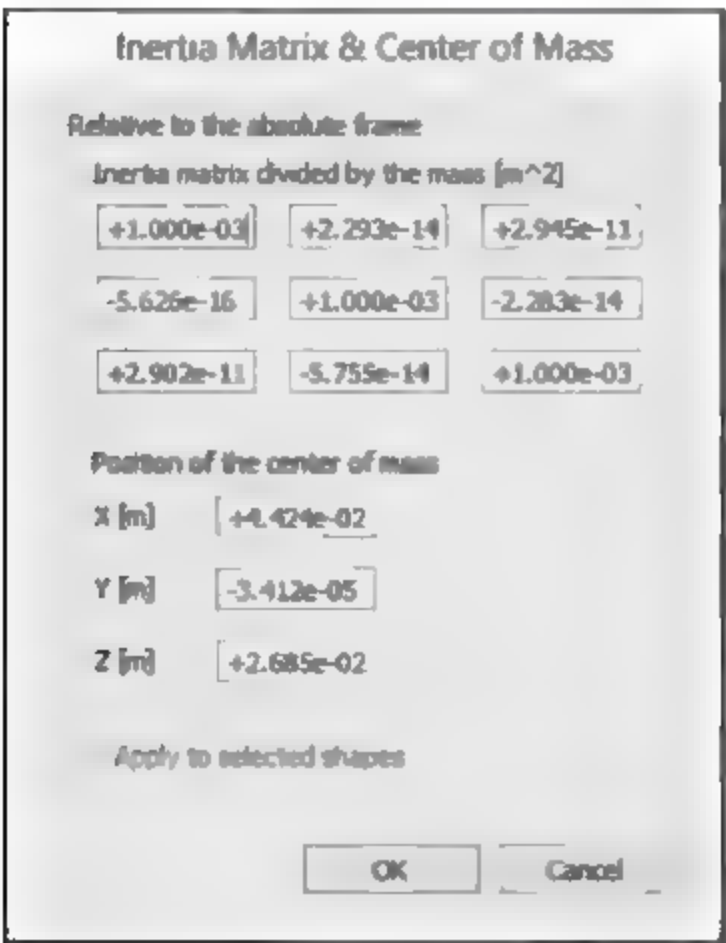 Inertia Matrix & Center of Mass
Relative to the absolute frame
Inertia matrix divided by the mass [m^2]
+1.000e-03 +2.293e-14 +2.945e-11
-5.626e-16 +1.000e-03 -2.283e-14
+2.902e-11 -5.755e-14 +1.000e-03
Position of the center of mass
X [m] +4.424e-02
Y [m] -3.412e-05
Z [m] +2.685e-02
Apply to selected shapes
OK Cancel